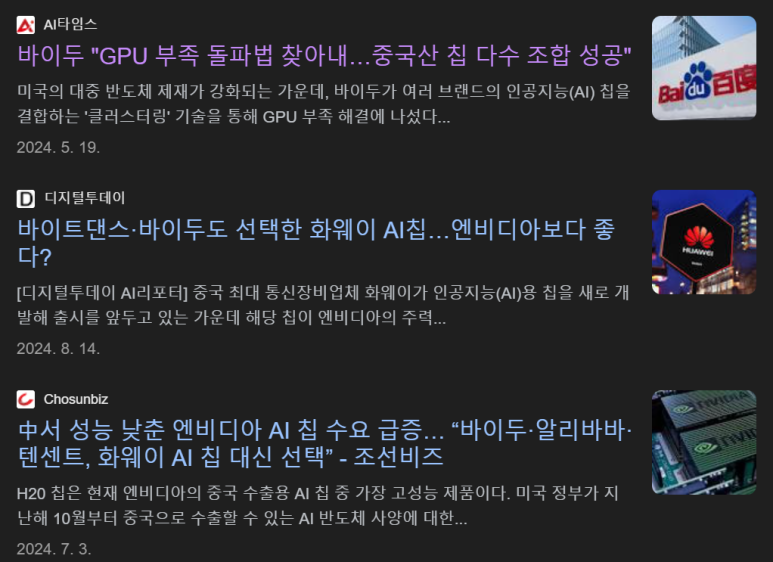 AI타임스
바이두 "GPU 부족 돌파법 찾아내…중국산 칩 다수 조합 성공"
미국의 대중 반도체 제재가 강화되는 가운데, 바이두가 여러 브랜드의 인공지능(AI) 칩을
결합하는 '클러스터링' 기술을 통해 GPU 부족 해결에 나섰다...
2024. 5. 19.
Baidu百度
디지털투데이
바이트댄스·바이두도 선택한 화웨이 AI칩…엔비디아보다 좋
다?
[디지털투데이 AI리포터] 중국 최대 통신장비업체 화웨이가 인공지능(AI)용 칩을 새로 개
발해 출시를 앞두고 있는 가운데 해당 칩이 엔비디아의 주력...
2024. 8. 14.
HUAWEI
Chosunbiz
中서 성능 낮춘 엔비디아 AI 칩 수요 급증… “바이두·알리바바·
텐센트, 화웨이 AI 칩 대신 선택” - 조선비즈
H20 칩은 현재 엔비디아의 중국 수출용 AI 칩 중 가장 고성능 제품이다. 미국 정부가 지
난해 10월부터 중국으로 수출할 수 있는 AI 반도체 사양에 대한...
2024. 7. 3.
NVIDIA